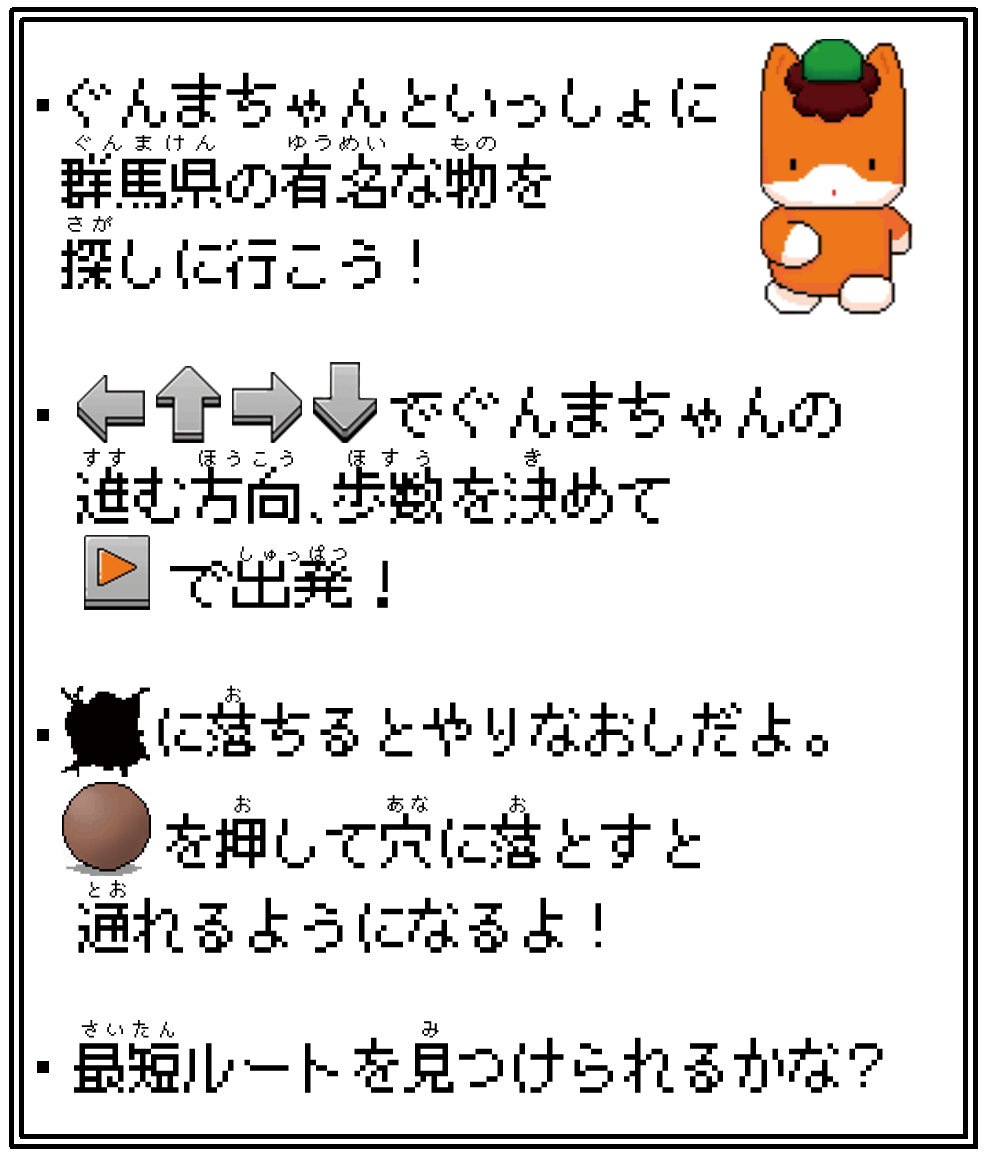 ・ぐんまちゃんといっしょに
ぐんまけん ゆうめい もの
群馬県の有名な物を
さが
探しに行こう！
・でぐんまちゃんの
すす ほうこう ほすう き
進む方向、歩数を決めて
しゅっぱつ
で出発！
お
・に落ちるとやりなおしだよ。
お あな お
を押して穴に落とすと
とお
通れるようになるよ！
さいたん み
・最短ルートを見つけられるかな？